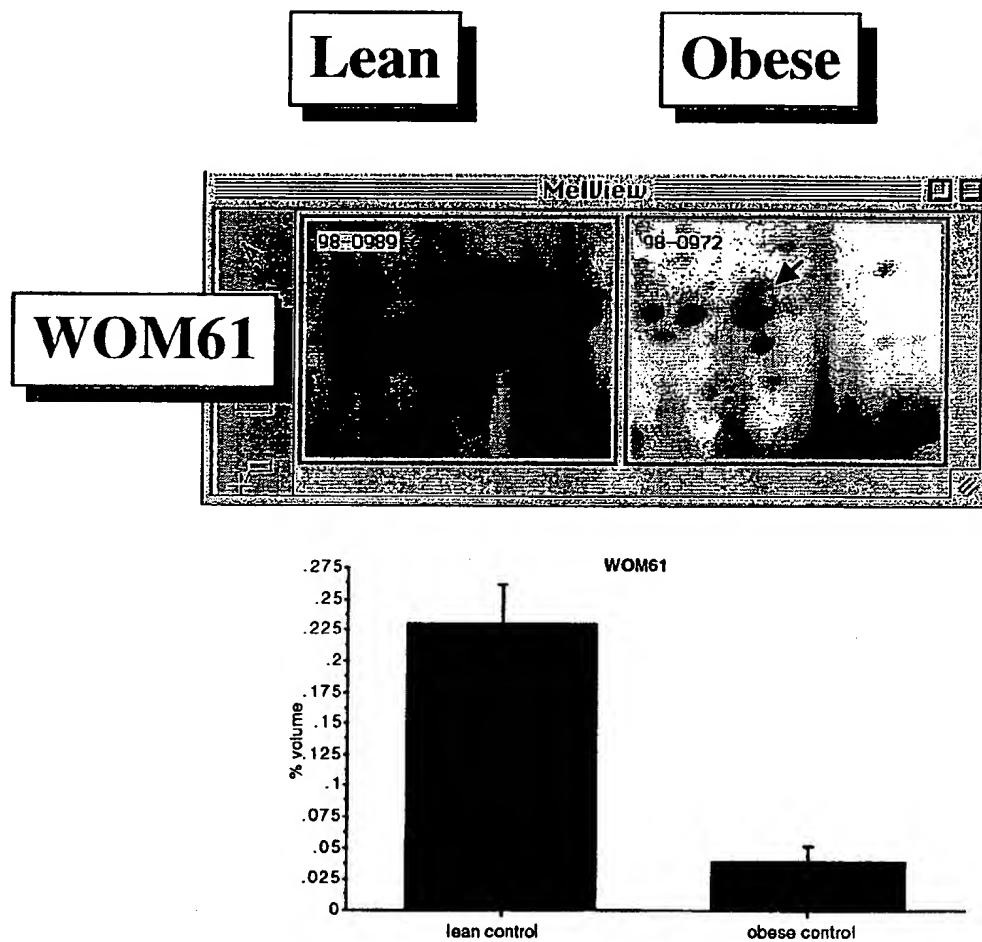 Lean
Obese
MelView
98-0989
98-0972
WOM61
WOM61
.275
.25
.225
.2
.175
.15
.125
.1
.075
.05
.025
0
% volume
lean control
obese control